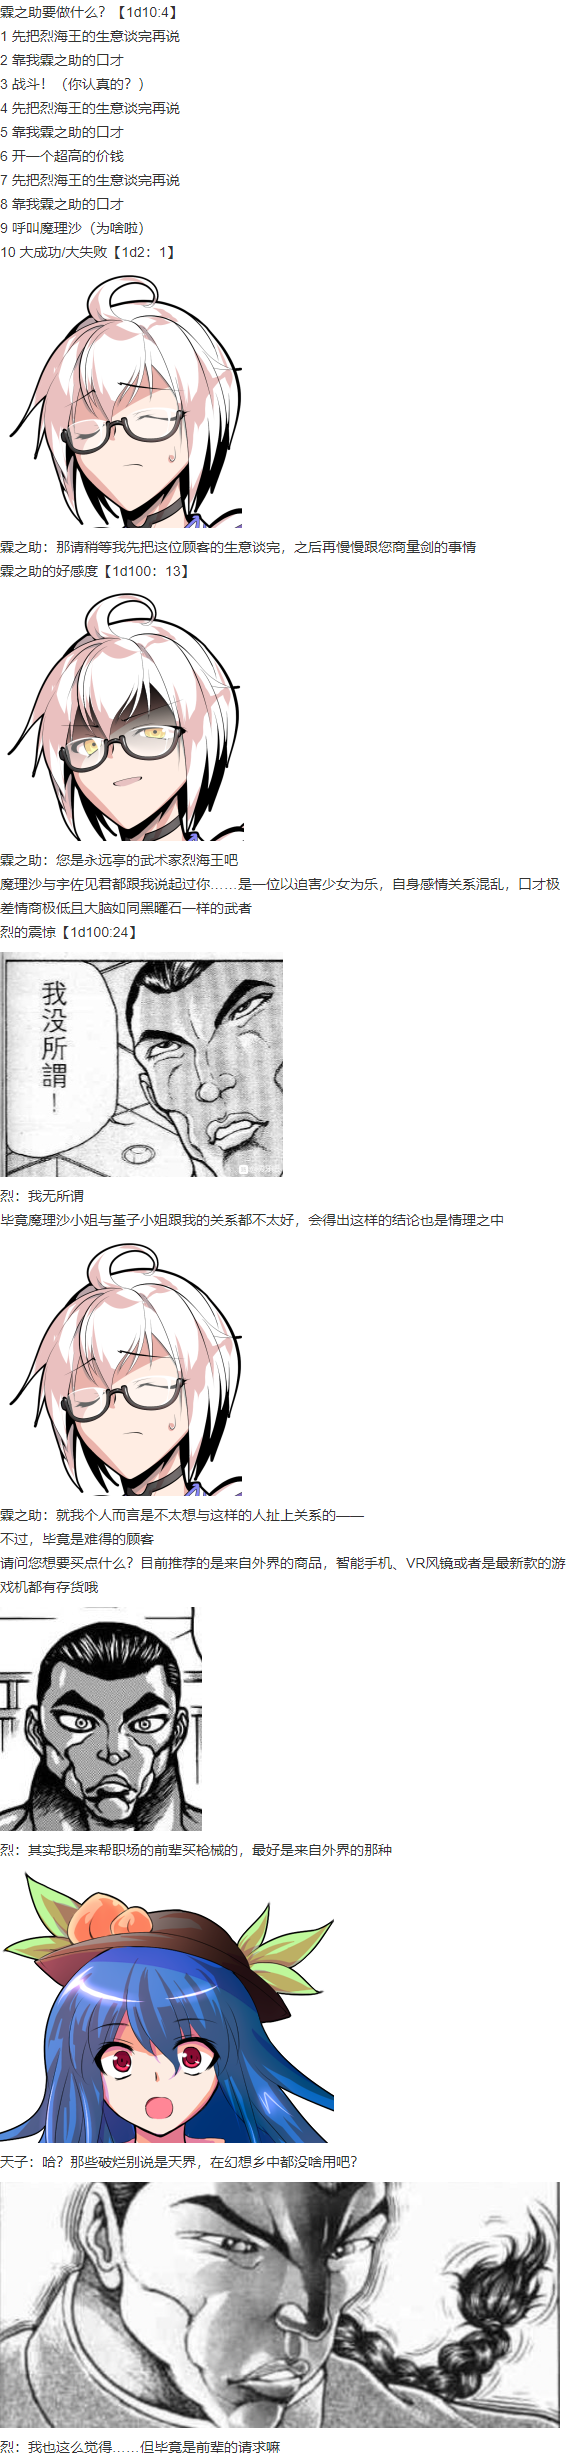 霖之助要做什么？【1d10:4】
1 先把烈海王的生意谈完再说
2 靠我霖之助的口才
3 战斗！（你认真的？）
4 先把烈海王的生意谈完再说
5 靠我霖之助的口才
6 开一个超高的价钱
7 先把烈海王的生意谈完再说
8 靠我霖之助的口才
9 呼叫魔理沙（为啥啦）
10 大成功/大失败【1d2：1】
霖之助：那请稍等我先把这位顾客的生意谈完，之后再慢慢跟您商量剑的事情
霖之助的好感度【1d100：13】
霖之助：您是永远亭的武术家烈海王吧
魔理沙与宇佐见君都跟我说起过你……是一位以迫害少女为乐，自身感情关系混乱，口才极
差情商极低且大脑如同黑曜石一样的武者
烈的震惊【1d100:24】
我没所謂！
烈：我无所谓
毕竟魔理沙小姐与堇子小姐跟我的关系都不太好，会得出这样的结论也是情理之中
霖之助：就我个人而言是不太想与这样的人扯上关系的——
不过，毕竟是难得的顾客
请问您想要买点什么？目前推荐的是来自外界的商品，智能手机、VR风镜或者是最新款的游
戏机都有存货哦
烈：其实我是来帮职场的前辈买枪械的，最好是来自外界的那种
天子：哈？那些破烂别说是天界，在幻想乡中都没啥用吧？
烈：我也这么觉得……但毕竟是前辈的请求嘛